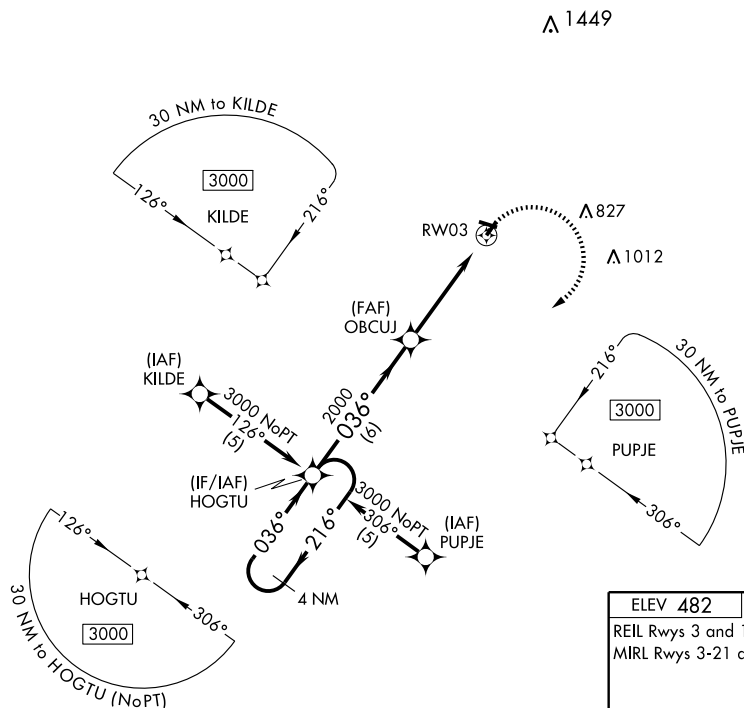 1449
30 NM to KILDE
3000
126°
216°
KILDE
RW03
827
1012
(FAF)
OBCUJ
(IAF)
KILDE
3000 NoPT
126°
(5)
2000
036°
(6)
30 NM to PUPJE
216°
3000
PUPJE
306°
(IF/IAF)
HOGTU
3000 NoPT
306°
(5)
(IAF)
PUPJE
036°
216°
4 NM
126°
306°
HOGTU
3000
30 NM to HOGTU (NoPT)
ELEV 482
REIL Rwys 3 and
MIRL Rwys 3-21